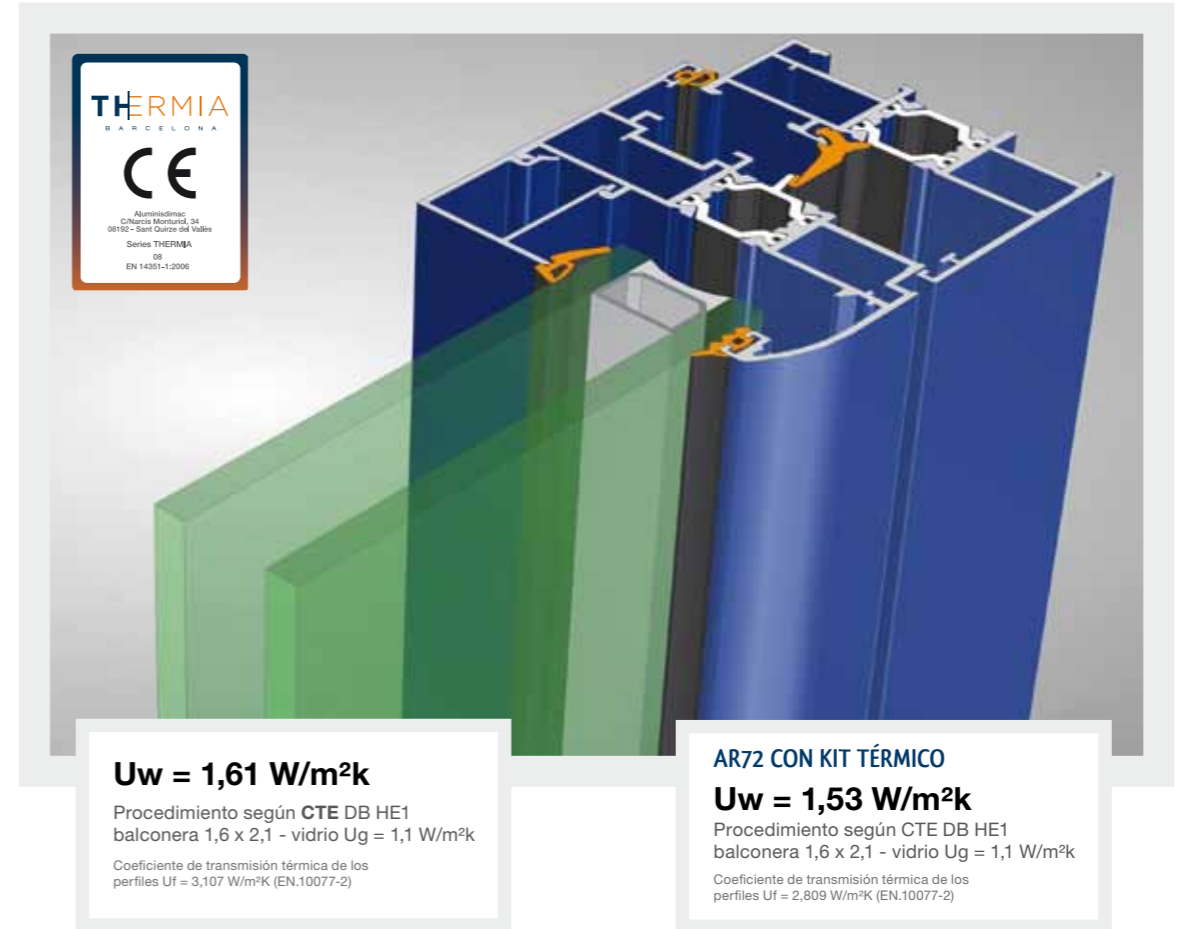 THERMIA
BARCELONA
CE
Aluminisdimac
C/Narcís Monturiol, 34
08192 - Sant Quirze del Vallès
Series THERMIA
08
EN 14351-1:2006
Uw = 1,61 W/m²k
Procedimiento según CTE DB HE1
balconera 1,6 x 2,1 - vidrio Ug = 1,1 W/m²k
Coeficiente de transmisión térmica de los
perfiles Uf = 3,107 W/m²K (EN.10077-2)
AR72 CON KIT TÉRMICO
Uw = 1,53 W/m²k
Procedimiento según CTE DB HE1
balconera 1,6 x 2,1 - vidrio Ug = 1,1 W/m²k
Coeficiente de transmisión térmica de los
perfiles Uf = 2,809 W/m²K (EN.10077-2)